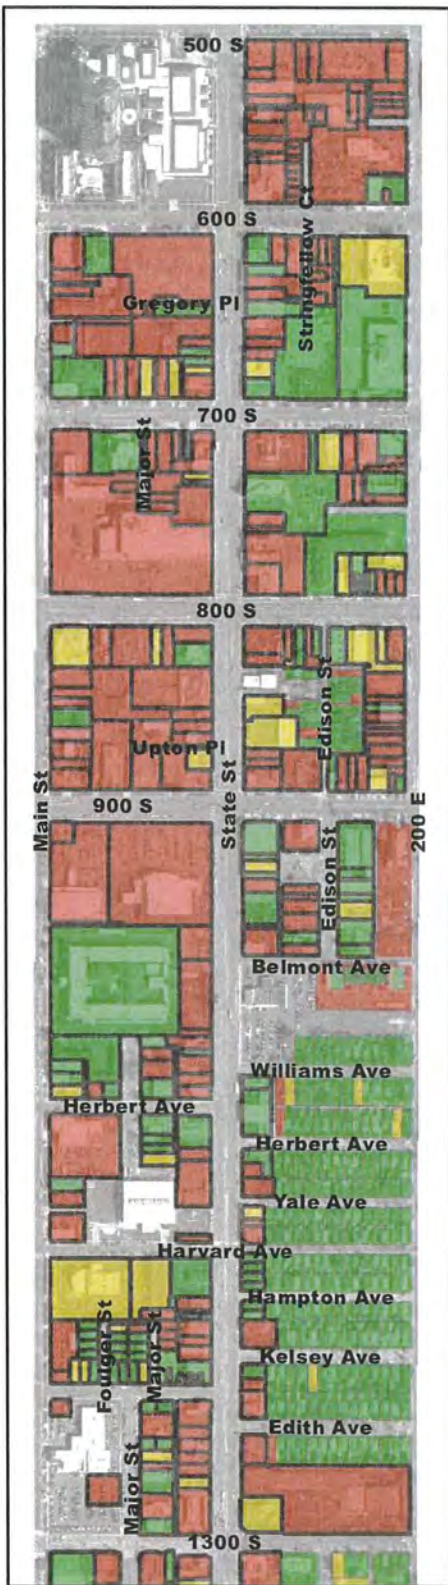 500 S
600 S
Stringfellow Ct
Gregory Pl
700 S
Major St
800 S
Edison St
Upton Pl
Main St
900 S
State St
200 E
Edison St
Belmont Ave
Williams Ave
Herbert Ave
Herbert Ave
Yale Ave
Harvard Ave
Hampton Ave
Foulger St
Major St
Kelsey Ave
Edith Ave
Major St
1300 S